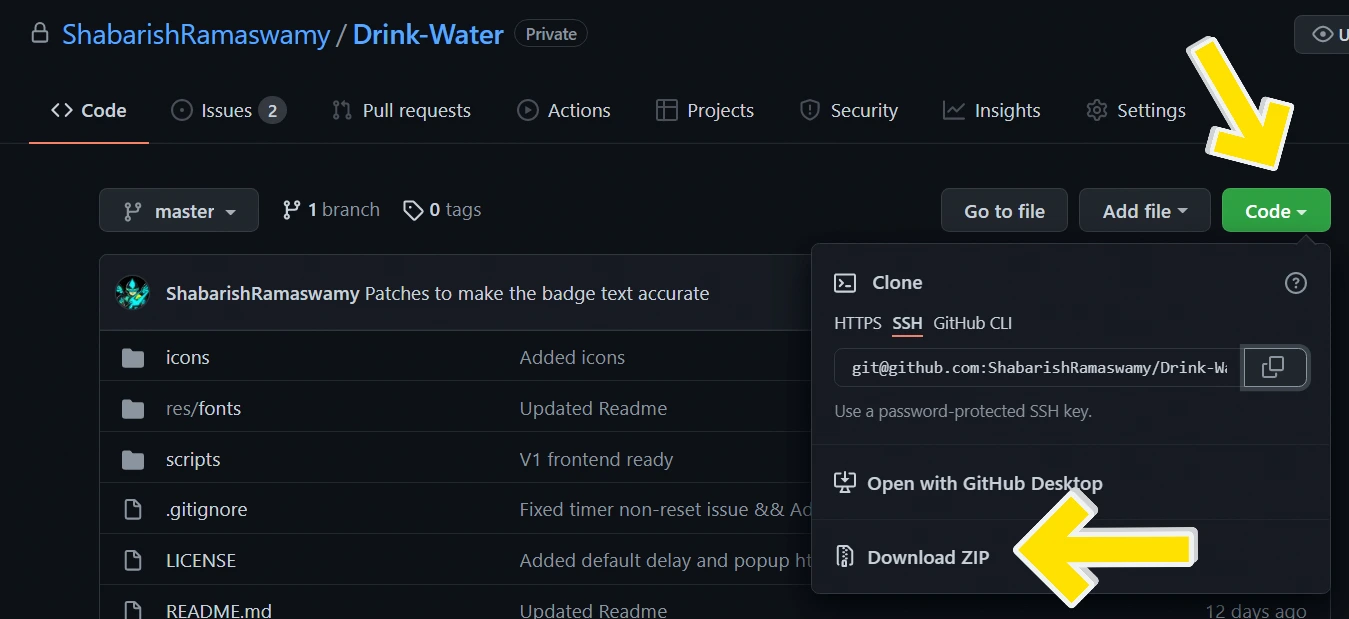 ShabarishRamaswamy / Drink-Water Private
Code Issues 2 Pull requests Actions Projects Security Insights Settings
master 1 branch 0 tags Go to file Add file Code
ShabarishRamaswamy Patches to make the badge text accurate
icons Added icons
res/fonts Updated Readme
scripts V1 frontend ready
.gitignore Fixed timer non-reset issue &&
LICENSE Added default delay and popup
README.md Updated Readme 12 days ago
Clone
HTTPS SSH GitHub CLI
git@github.com:ShabarishRamaswamy/Drink-Wa
Use a password-protected SSH key.
Open with GitHub Desktop
Download ZIP